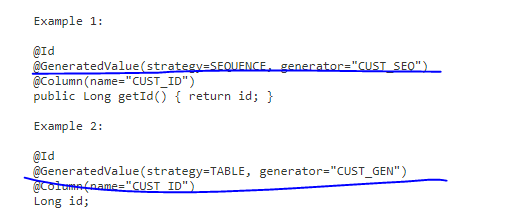 Example 1:
@Id
@GeneratedValue(strategy=SEQUENCE, generator="CUST_SEQ")
@Column(name="CUST_ID")
public Long getId() { return id; }
Example 2:
@Id
@GeneratedValue(strategy=TABLE, generator="CUST_GEN")
@Column(name="CUST_ID")
Long id;